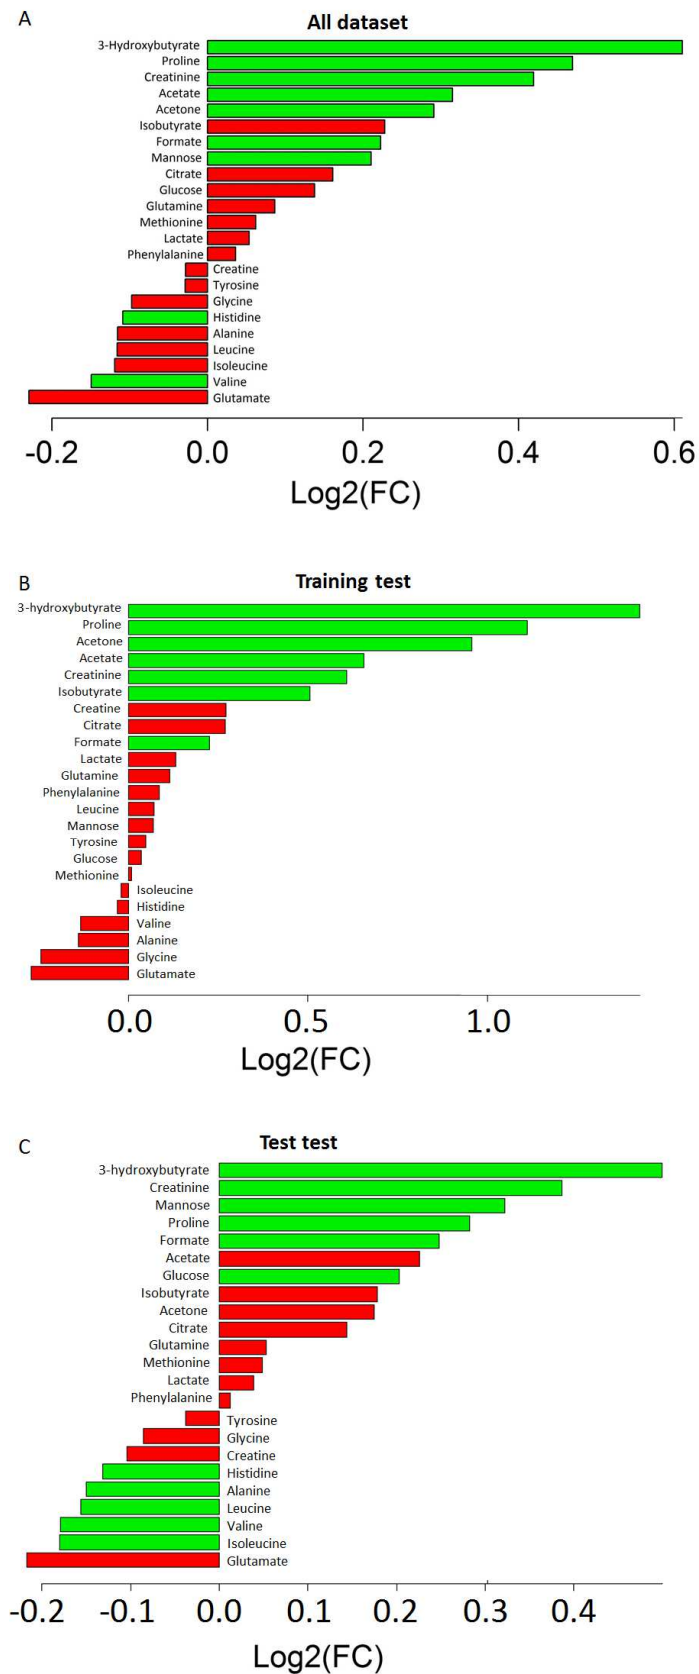 A
All dataset
3-Hydroxybutyrate
Proline
Creatinine
Acetate
Acetone
Isobutyrate
Formate
Mannose
Citrate
Glucose
Glutamine
Methionine
Lactate
Phenylalanine
Creatine
Tyrosine
Glycine
Histidine
Alanine
Leucine
Isoleucine
Valine
Glutamate
-0.2 0.0 0.2 0.4 0.6
Log2(FC)
B
Training test
3-hydroxybutyrate
Proline
Acetone
Acetate
Creatinine
Isobutyrate
Creatine
Citrate
Formate
Lactate
Glutamine
Phenylalanine
Leucine
Mannose
Tyrosine
Glucose
Methionine
Isoleucine
Histidine
Valine
Alanine
Glycine
Glutamate
0.0 0.5 1.0
Log2(FC)
C
Test test
3-hydroxybutyrate
Creatinine
Mannose
Proline
Formate
Acetate
Glucose
Isobutyrate
Acetone
Citrate
Glutamine
Methionine
Lactate
Phenylalanine
Tyrosine
Glycine
Creatine
Histidine
Alanine
Leucine
Valine
Isoleucine
Glutamate
-0.2 -0.1 0.0 0.1 0.2 0.3 0.4
Log2(FC)